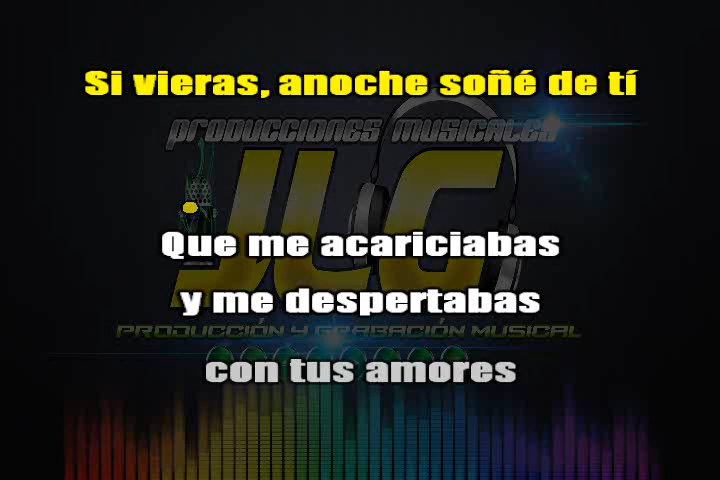 Si vieras, anoche soñé de tí
PRODUCCIONES MUSICALES
JLG
Que me acariciabas
y me despertabas
PRODUCCIÓN Y GRABACIÓN MUSICAL
con tus amores